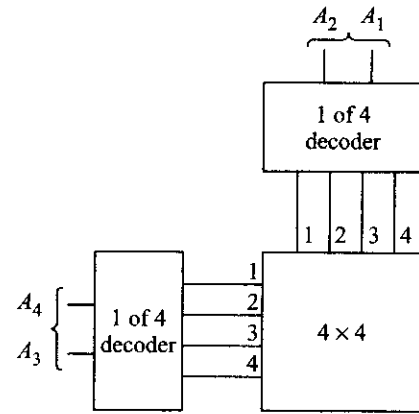 A₂ A₁
1 of 4
decoder
1 2 3 4
A₄
A₃
1 of 4
decoder
1
2
3
4
4 × 4